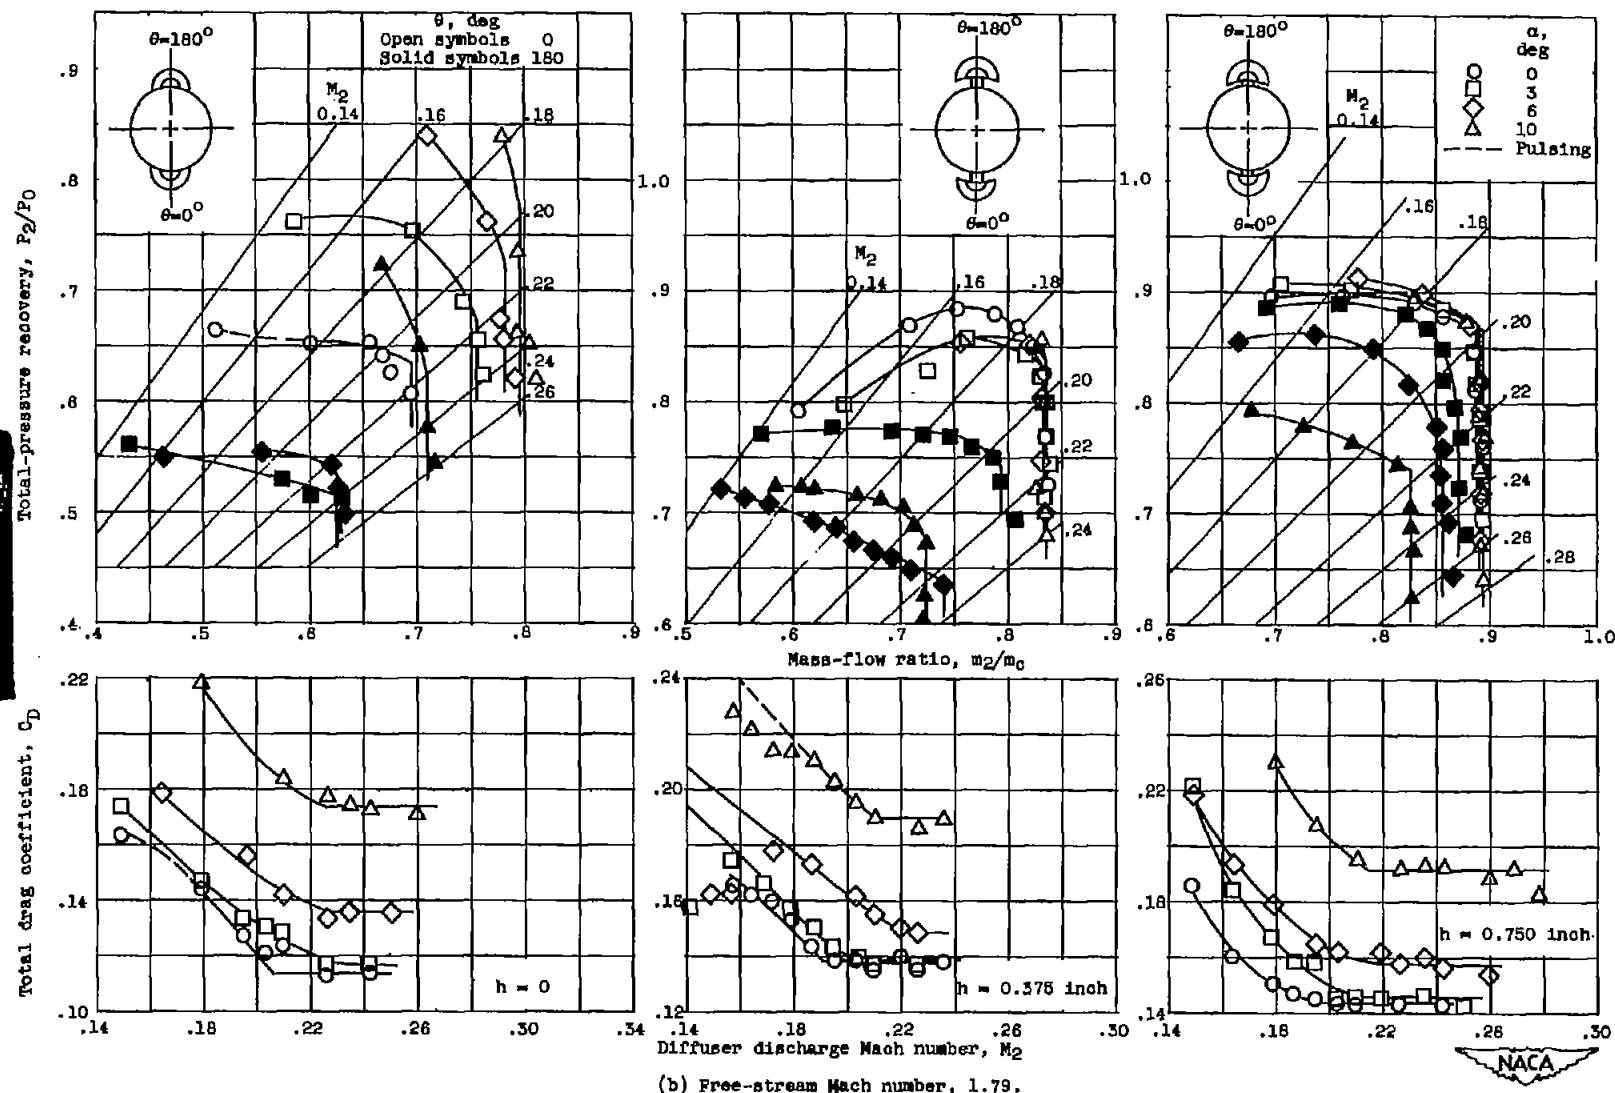 θ, deg
Open symbols 0
Solid symbols 180
θ=180°
θ=0°
M2
0.14
.16
.18
.20
.22
.24
.26
.9
.8
.7
.6
.5
.4
.4 .5 .6 .7 .8 .9
Total-pressure recovery, P2/P0
θ=180°
θ=0°
M2
0.14
.16
.18
.20
.22
.24
1.0
.9
.8
.7
.6
.5 .6 .7 .8 .9
Mass-flow ratio, m2/mc
θ=180°
θ=0°
α,
deg
0
3
6
10
Pulsing
M2
0.14
.16
.18
.20
.22
.24
.26
.28
1.0
.9
.8
.7
.6
.6 .7 .8 .9 1.0
Total drag coefficient, CD
.22
.18
.14
.10
h = 0
.14 .18 .22 .26 .30 .34
.24
.20
.16
.12
h = 0.375 inch
.14 .18 .22 .26 .30
.26
.22
.18
.14
h = 0.750 inch
.14 .18 .22 .26 .30
Diffuser discharge Mach number, M2
(b) Free-stream Mach number, 1.79.
NACA